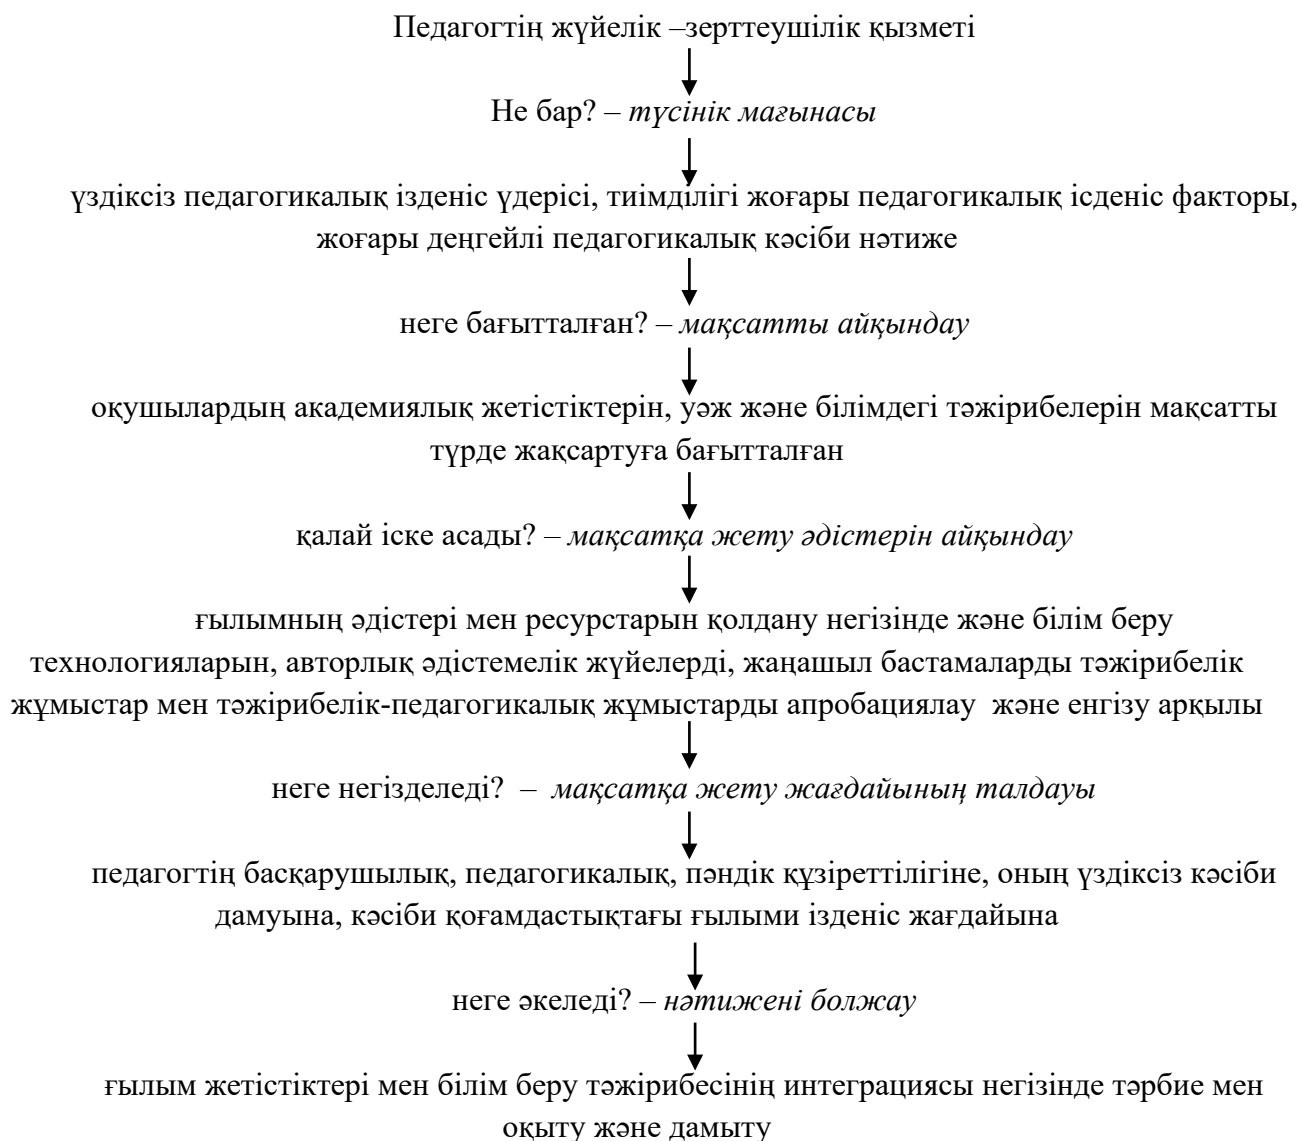 Педагогтің жүйелік –зерттеушілік қызметі
Не бар? – түсінік мағынасы
үздіксіз педагогикалық ізденіс үдерісі, тиімділігі жоғары педагогикалық ісденіс факторы,
жоғары деңгейлі педагогикалық кәсіби нәтиже
неге бағытталған? – мақсатты айқындау
оқушылардың академиялық жетістіктерін, уәж және білімдегі тәжірибелерін мақсатты
түрде жақсартуға бағытталған
қалай іске асады? – мақсатқа жету әдістерін айқындау
ғылымның әдістері мен ресурстарын қолдану негізінде және білім беру
технологияларын, авторлық әдістемелік жүйелерді, жаңашыл бастамаларды тәжірибелік
жұмыстар мен тәжірибелік-педагогикалық жұмыстарды апробациялау  және енгізу арқылы
неге негізделеді?  –  мақсатқа жету жағдайының талдауы
педагогтің басқарушылық, педагогикалық, пәндік құзіреттілігіне, оның үздіксіз кәсіби
дамуына, кәсіби қоғамдастықтағы ғылыми ізденіс жағдайына
неге әкеледі? – нәтижені болжау
ғылым жетістіктері мен білім беру тәжірибесінің интеграциясы негізінде тәрбие мен
оқыту және дамыту